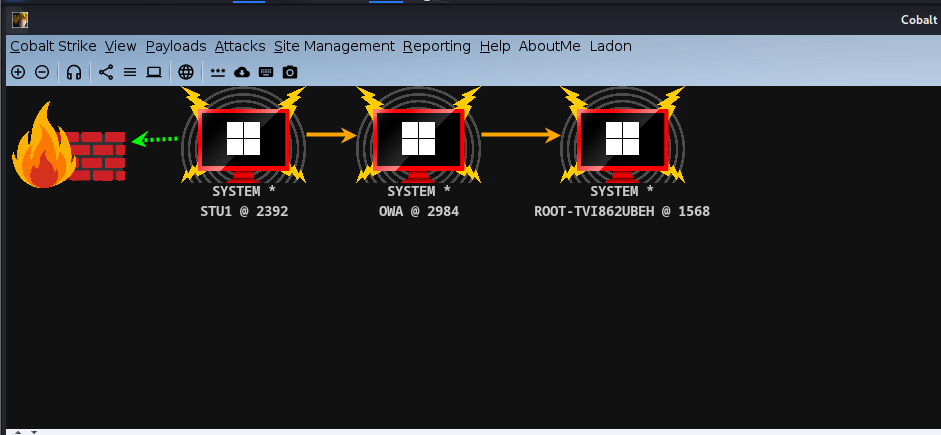 Cobalt
Cobalt Strike View Payloads Attacks Site Management Reporting Help AboutMe Ladon
SYSTEM * SYSTEM * SYSTEM *
STU1 @ 2392 OWA @ 2984 ROOT-TVI862UBEH @ 1568